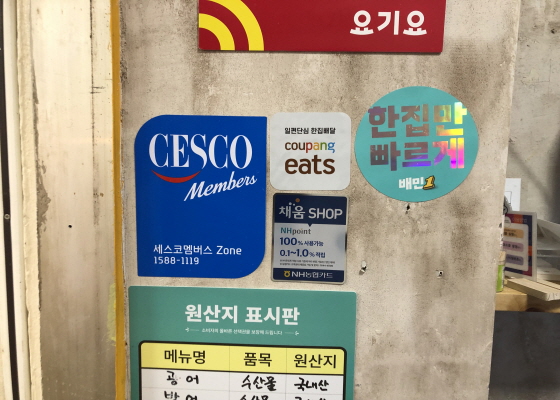 요기요
CESCO
Members
세스코멤버스 Zone
1588-1119
일편단심 한집배달
coupang
eats
한집만
빠르게
배민1
채움 SHOP
NHpoint
100% 사용가능
0.1~1.0% 적립
NH농협카드
원산지 표시판
메뉴명 품목 원산지
광어 수산물 국내산